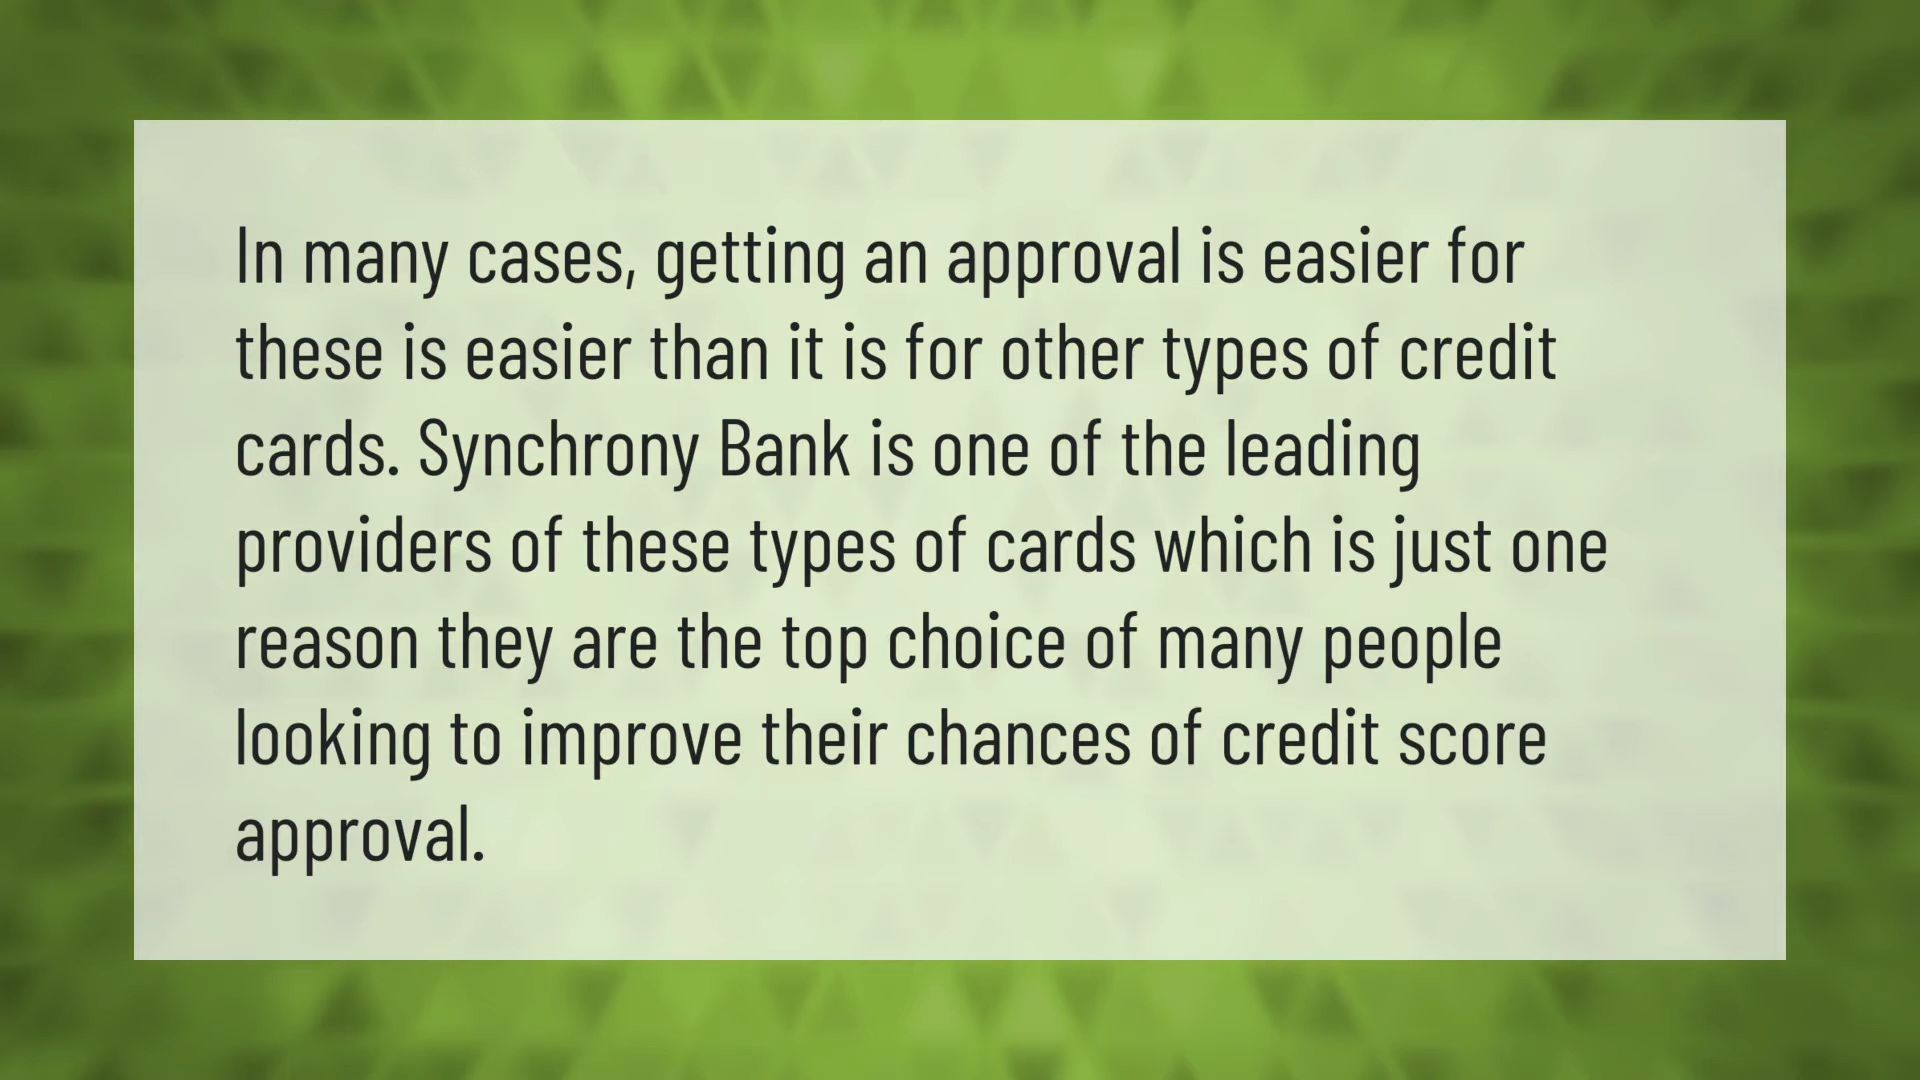 In many cases, getting an approval is easier for
these is easier than it is for other types of credit
cards. Synchrony Bank is one of the leading
providers of these types of cards which is just one
reason they are the top choice of many people
looking to improve their chances of credit score
approval.